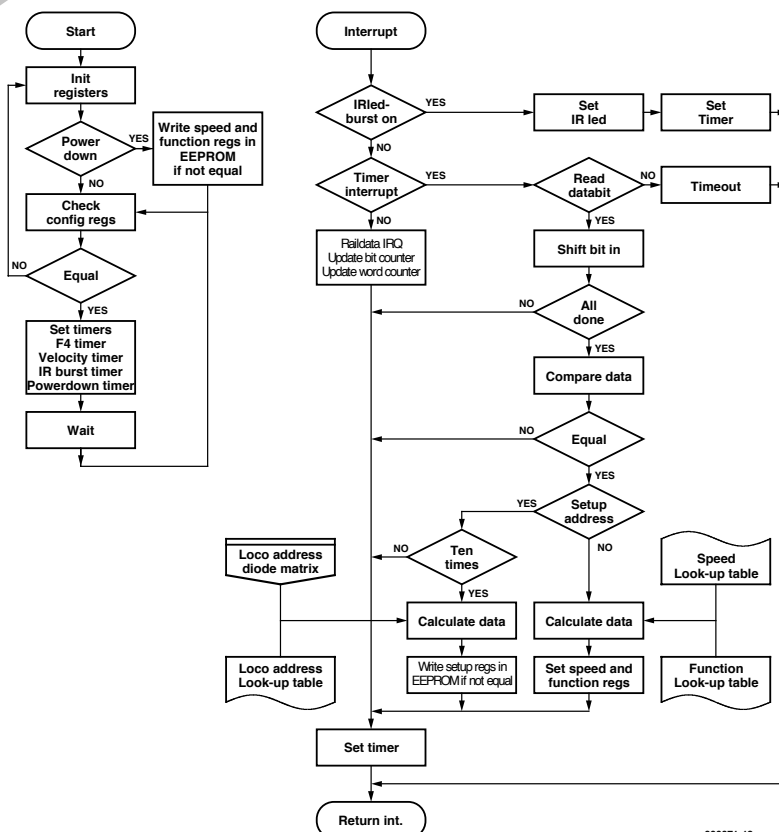 Start
Init
registers
Power
down
YES
NO
Write speed and
function regs in
EEPROM
if not equal
Check
config regs
NO
Equal
YES
Set timers
F4 timer
Velocity timer
IR burst timer
Powerdown timer
Wait
Interrupt
IRled-
burst on
YES
NO
Set
IR led
Set
Timer
Timer
interrupt
YES
NO
Read
databit
NO
YES
Timeout
Raildata IRQ
Update bit counter
Update word counter
Shift bit in
NO
All
done
YES
Compare data
NO
Equal
YES
YES
Setup
address
NO
NO
Ten
times
YES
Loco address
diode matrix
Speed
Look-up table
Calculate data
Calculate data
Loco address
Look-up table
Write setup regs in
EEPROM if not equal
Set speed and
function regs
Function
Look-up table
Set timer
Return int.